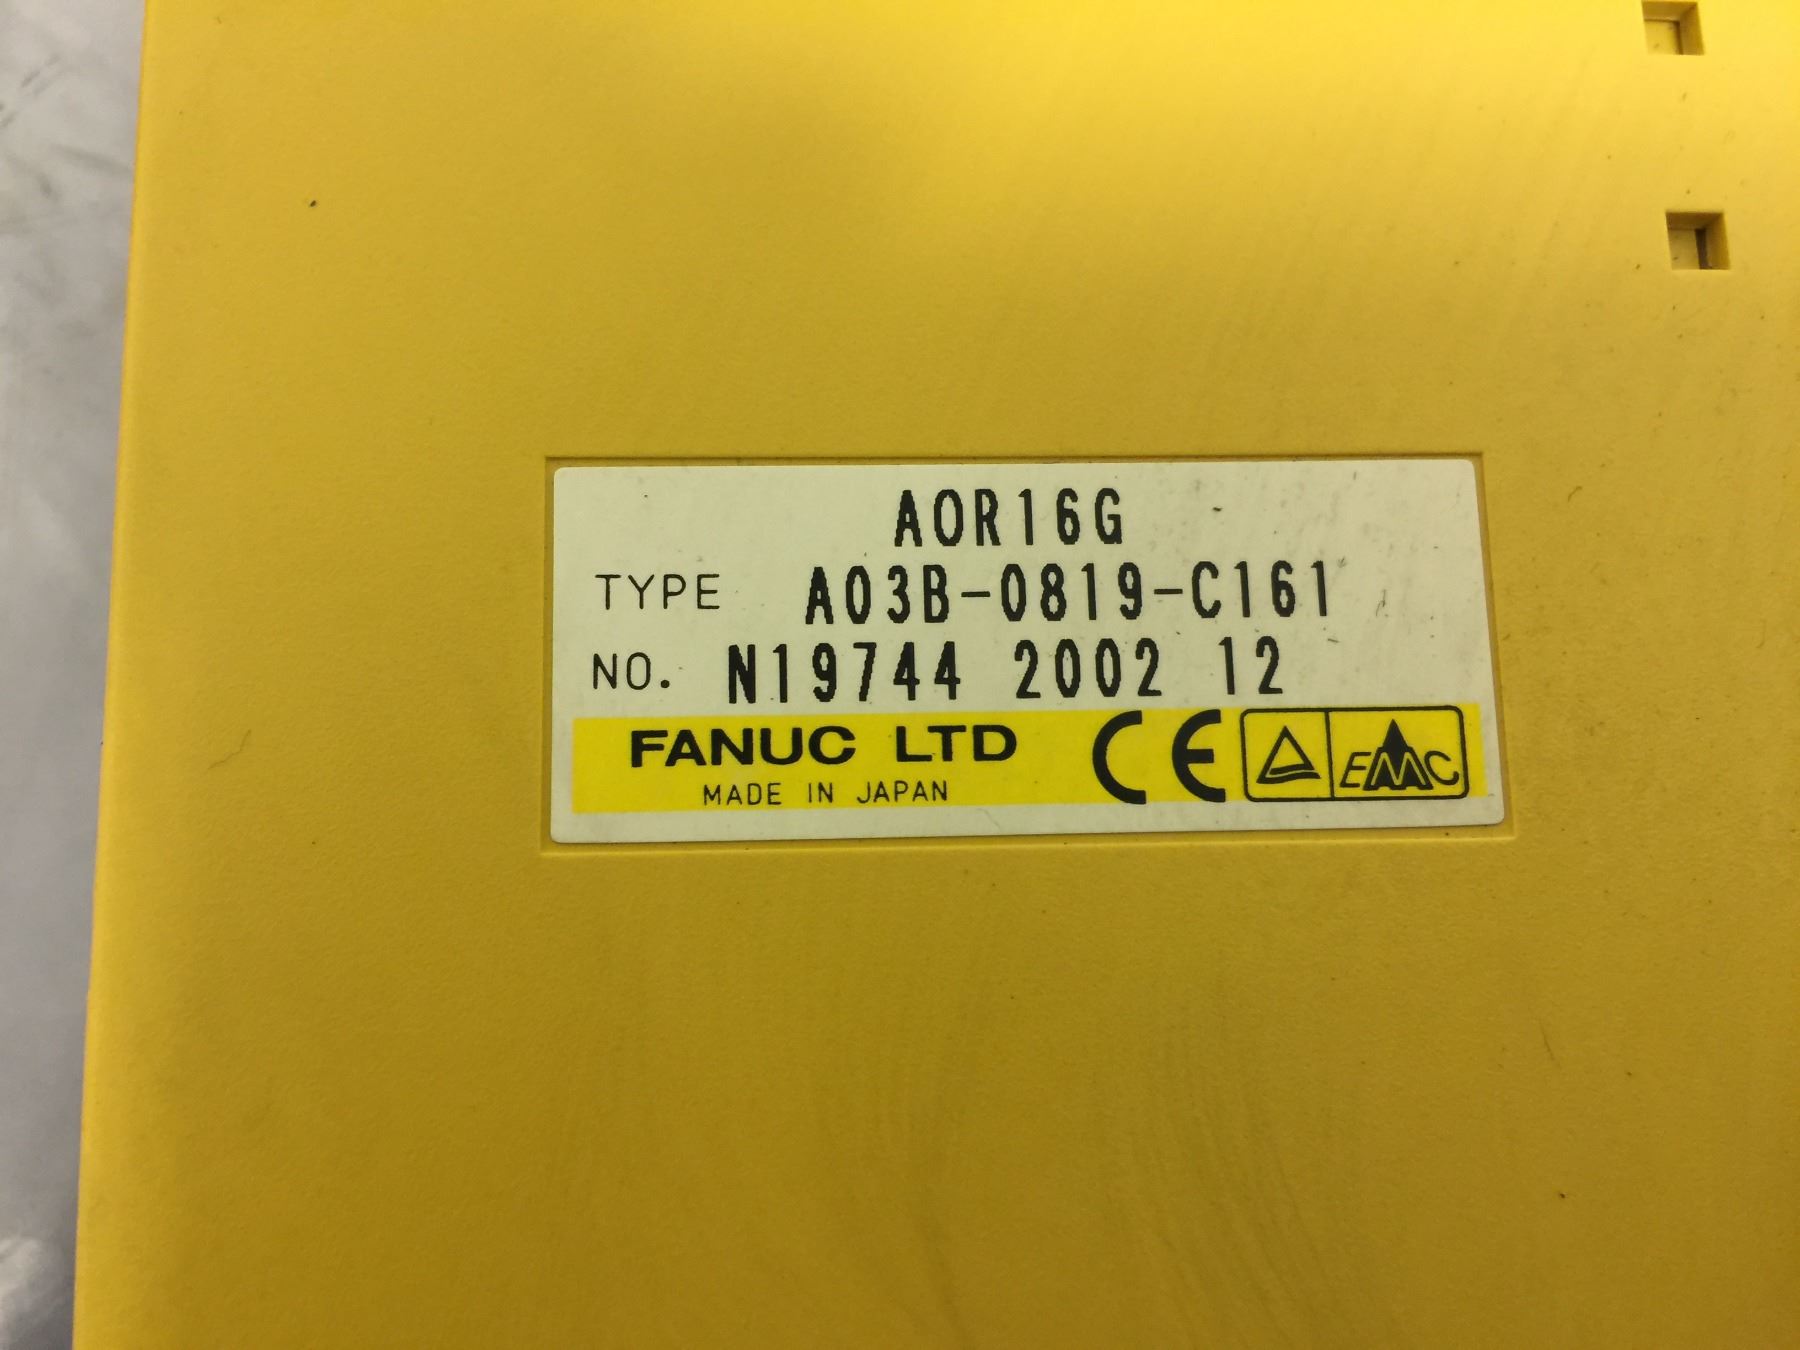 AOR16G
TYPE A03B-0819-C161
NO. N19744 2002 12
FANUC LTD CE EMC
MADE IN JAPAN